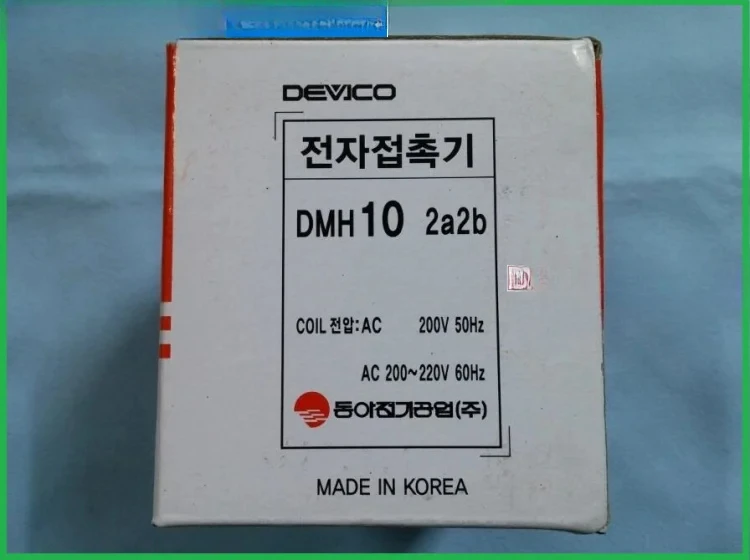 DEVICO
전자접촉기
DMH 10 2a2b
COIL 전압:AC 200V 50Hz
AC 200~220V 60Hz
동아전기공업(주)
MADE IN KOREA